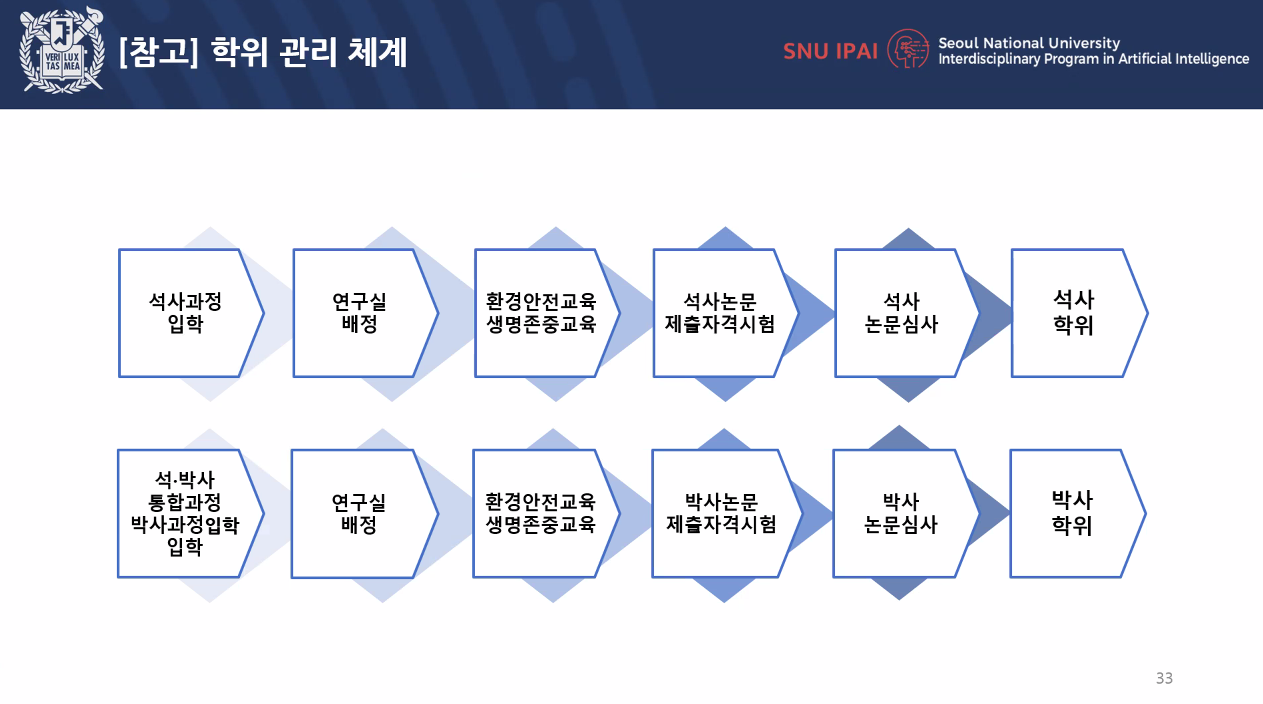 VERI LUX
TAS MEA
[참고] 학위 관리 체계
SNU IPAI
Seoul National University
Interdisciplinary Program in Artificial Intelligence
석사과정
입학
연구실
배정
환경안전교육
생명존중교육
석사논문
제출자격시험
석사
논문심사
석사
학위
석·박사
통합과정
박사과정입학
입학
연구실
배정
환경안전교육
생명존중교육
박사논문
제출자격시험
박사
논문심사
박사
학위
33